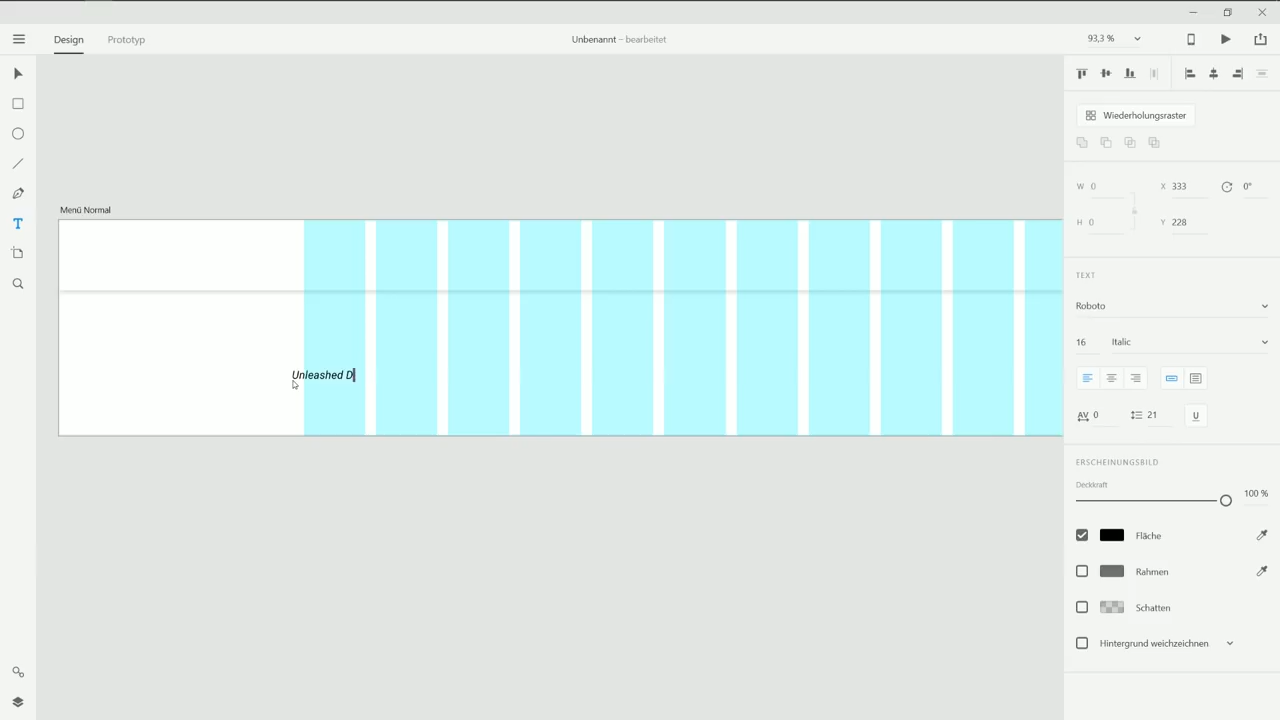 Design
Prototyp
Unbenannt – bearbeitet
93,3 %
Wiederholungsraster
W 0
X 333
0°
H 0
Y 228
Menü Normal
TEXT
Roboto
16
Italic
Unleashed D
AV 0
21
U
ERSCHEINUNGSBILD
Deckkraft
100 %
Fläche
Rahmen
Schatten
Hintergrund weichzeichnen